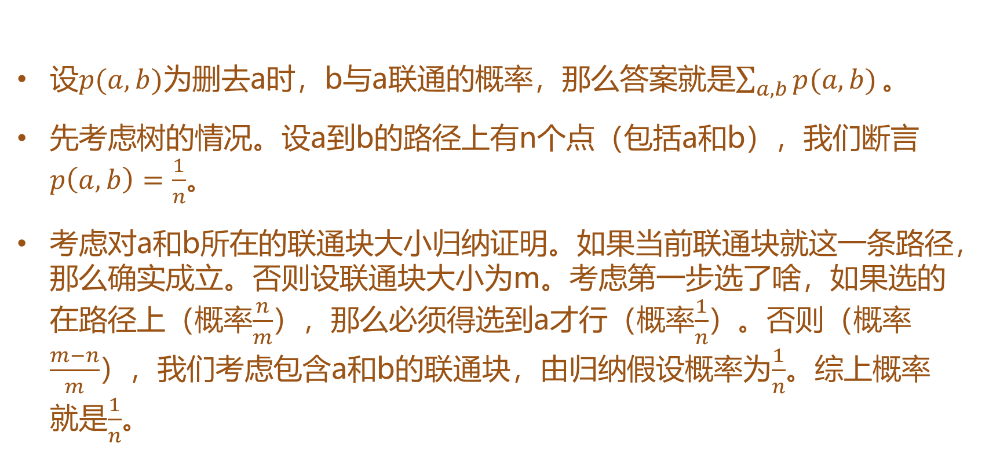 • 设p(a, b)为删去a时，b与a联通的概率，那么答案就是∑_{a,b} p(a, b) 。
• 先考虑树的情况。设a到b的路径上有n个点（包括a和b），我们断言
p(a, b) = \frac{1}{n}。
• 考虑对a和b所在的联通块大小归纳证明。如果当前联通块就这一条路径，
那么确实成立。否则设联通块大小为m。考虑第一步选了啥，如果选的
在路径上（概率\frac{n}{m}），那么必须得选到a才行（概率\frac{1}{n}）。否则（概率
\frac{m−n}{m}），我们考虑包含a和b的联通块，由归纳假设概率为\frac{1}{n}。综上概率
就是\frac{1}{n}。